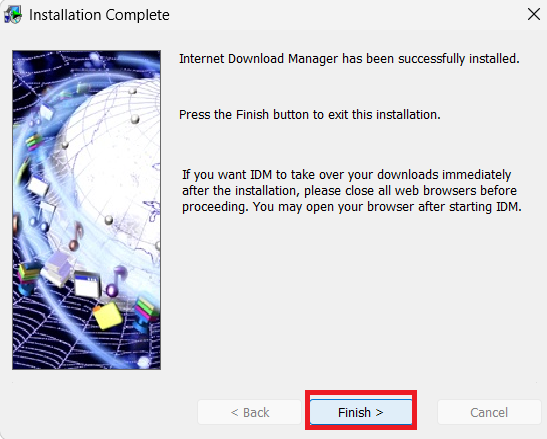 Installation Complete
Internet Download Manager has been successfully installed.
Press the Finish button to exit this installation.
If you want IDM to take over your downloads immediately
after the installation, please close all web browsers before
proceeding. You may open your browser after starting IDM.
< Back
Finish >
Cancel